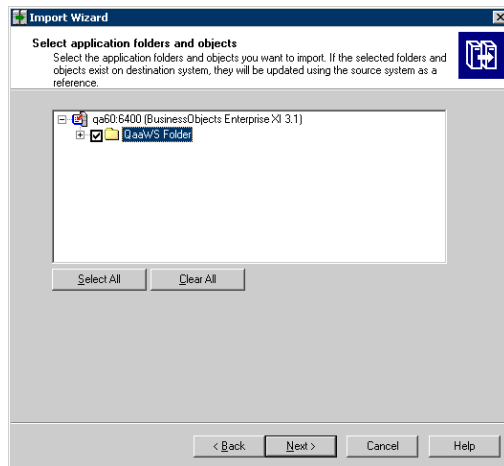 Import Wizard
Select application folders and objects
Select the application folders and objects you want to import. If the selected folders and
objects exist on destination system, they will be updated using the source system as a
reference.
qa60:6400 (BusinessObjects Enterprise XI 3.1)
QaaWS Folder
Select All
Clear All
< Back
Next >
Cancel
Help